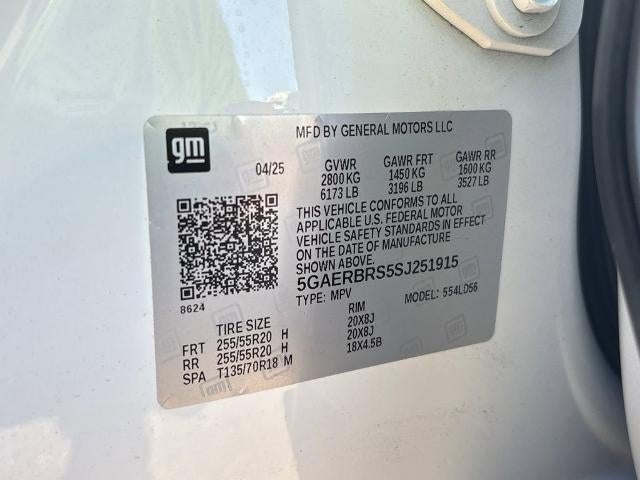 MFD BY GENERAL MOTORS LLC
gm
04/25
GVWR GAWR FRT GAWR RR
2800 KG 1450 KG 1600 KG
6173 LB 3196 LB 3527 LB
THIS VEHICLE CONFORMS TO ALL
APPLICABLE U.S. FEDERAL MOTOR
VEHICLE SAFETY STANDARDS IN
EFFECT ON THE DATE OF MANUFACTURE
SHOWN ABOVE.
5GAERBRS5SJ251915
TYPE: MPV MODEL: 554LD56
8624
TIRE SIZE RIM
FRT 255/55R20 H 20X8J
RR 255/55R20 H 20X8J
SPA T135/70R18 M 18X4.5B